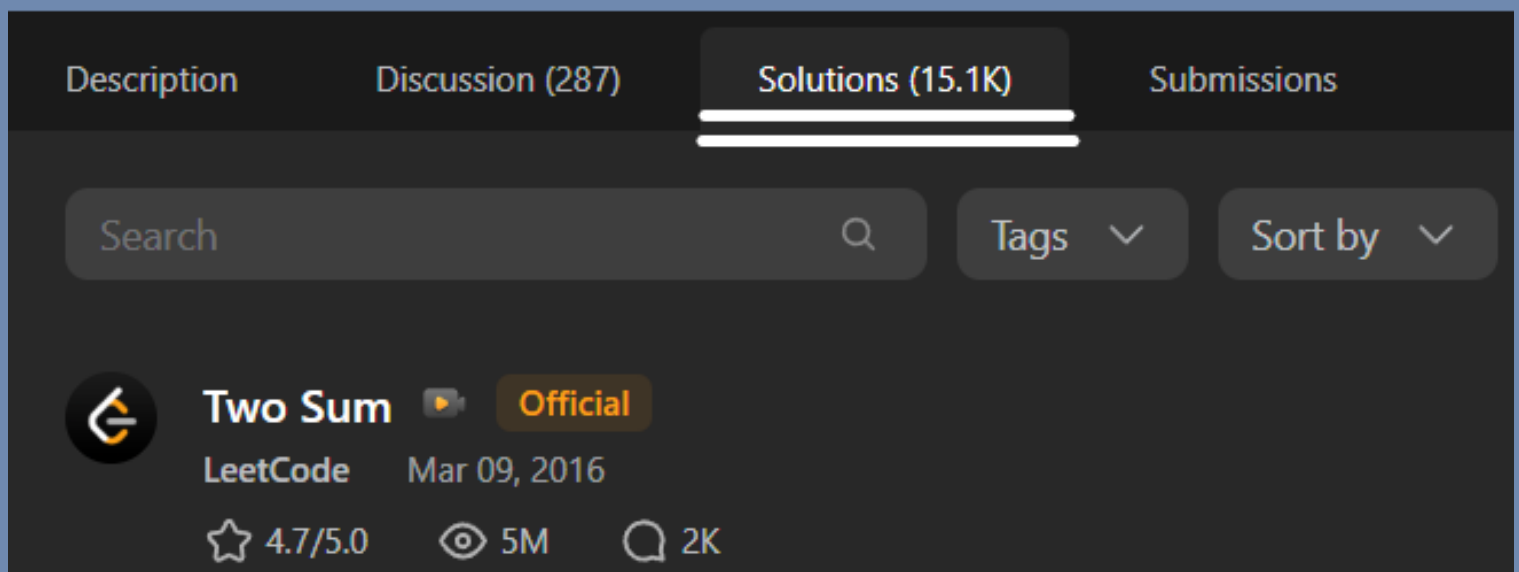 Description Discussion (287) Solutions (15.1K) Submissions
Search Tags Sort by
Two Sum Official
LeetCode Mar 09, 2016
4.7/5.0 5M 2K